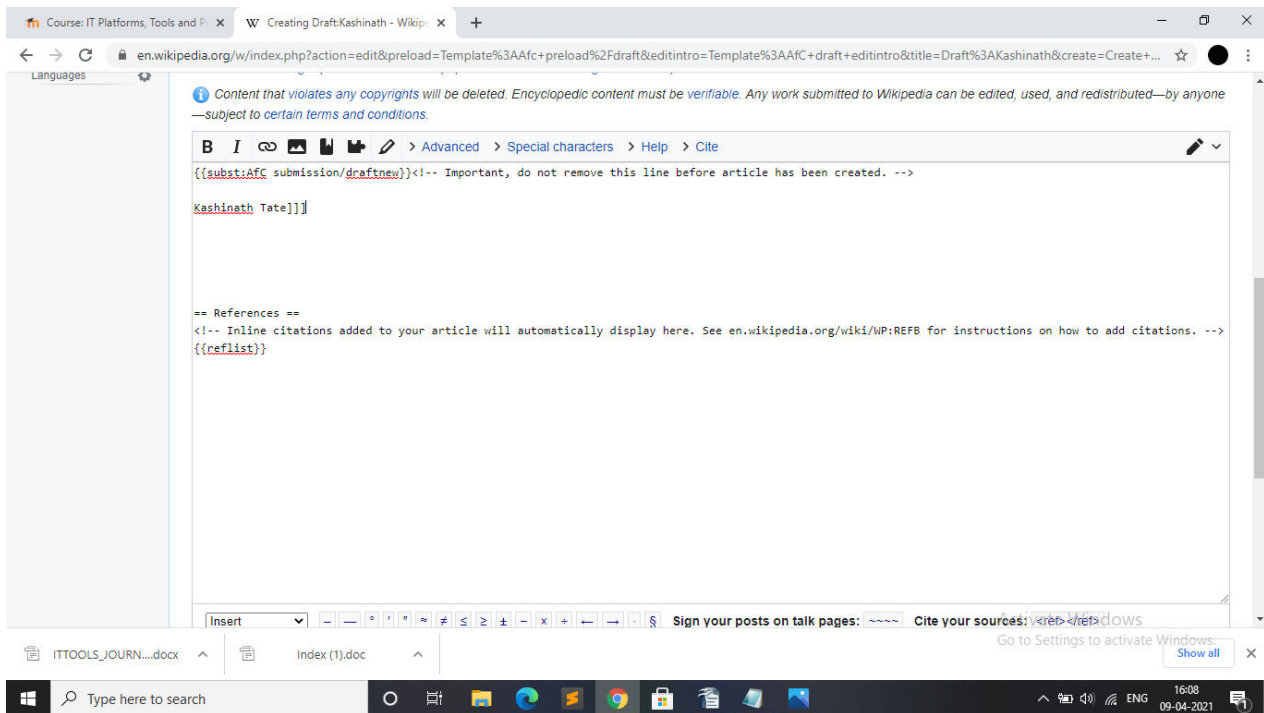 Course: IT Platforms, Tools and P
Creating Draft:Kashinath - Wikipe
en.wikipedia.org/w/index.php?action=edit&preload=Template%3AAfc+preload%2Fdraft&editintro=Template%3AAfC+draft+editintro&title=Draft%3AKashinath&create=Create+...
Languages
Content that violates any copyrights will be deleted. Encyclopedic content must be verifiable. Any work submitted to Wikipedia can be edited, used, and redistributed—by anyone
—subject to certain terms and conditions.
B I > Advanced > Special characters > Help > Cite
{{subst:AfC submission/draftnew}}<!-- Important, do not remove this line before article has been created. -->
Kashinath Tate]]]
== References ==
<!-- Inline citations added to your article will automatically display here. See en.wikipedia.org/wiki/WP:REFB for instructions on how to add citations. -->
{{reflist}}
Insert – — ° ′ ″ ≈ ≠ ≤ ≥ ± − × ÷ ← → · § Sign your posts on talk pages: ~~~~ Cite your sources: <ref></ref>
Activate Windows
Go to Settings to activate Windows.
ITTOOLS_JOURN....docx
Index (1).doc
Show all
Type here to search
ENG
16:08
09-04-2021
1